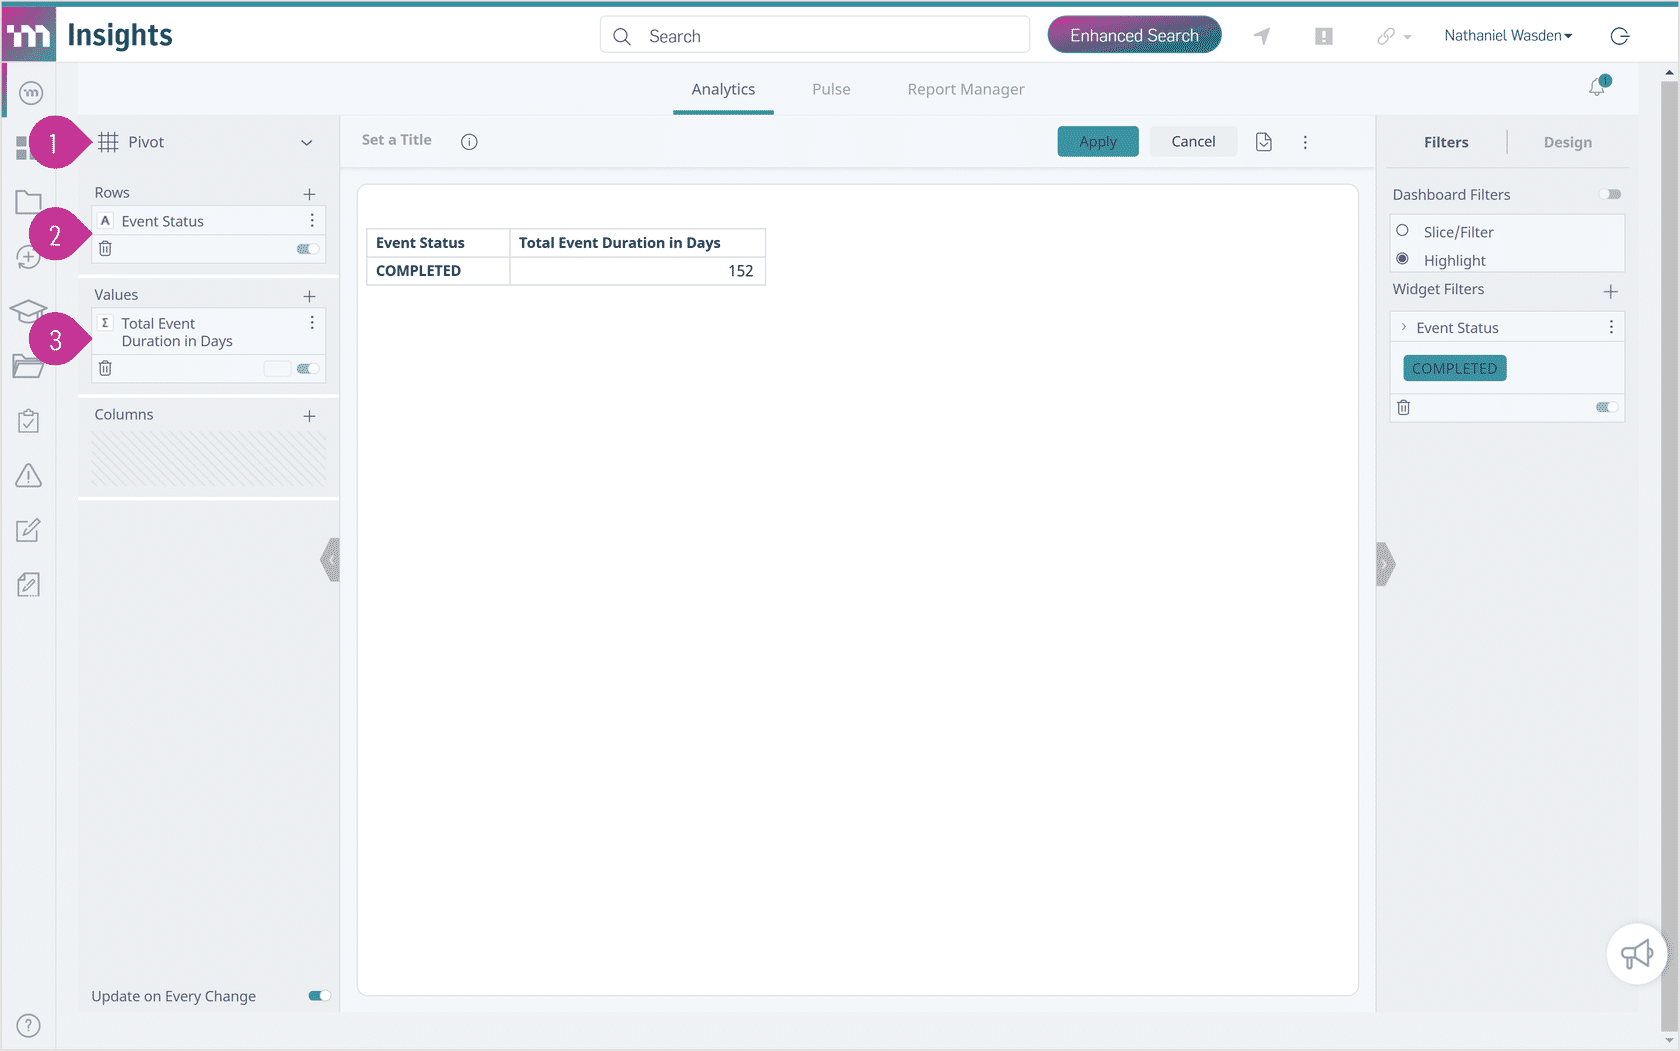 Insights
Search
Enhanced Search
Nathaniel Wasden
Analytics
Pulse
Report Manager
1
1
Pivot
Set a Title
Apply
Cancel
Filters
Design
Rows
Dashboard Filters
2
A
Event Status
Slice/Filter
Highlight
Event Status
Total Event Duration in Days
COMPLETED
152
Values
Widget Filters
3
Σ
Total Event
Duration in Days
Event Status
COMPLETED
Columns
Update on Every Change